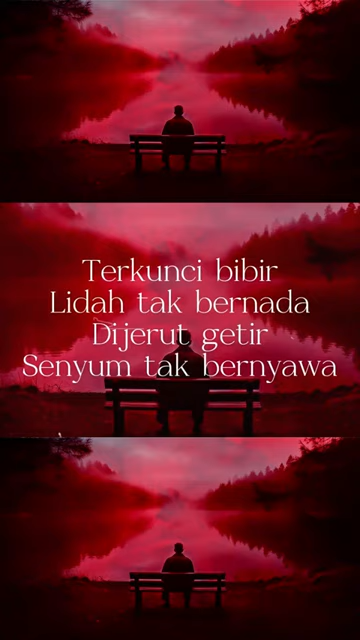 Terkunci bibir
Lidah tak bernada
Dijerut getir
Senyum tak bernyawa